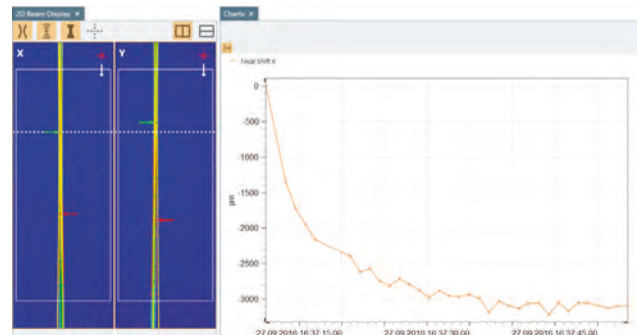 2D Beam Display ×
Charts ×
X
Y
Focal Shift X
0
-500
-1000
-1500
-2000
-2500
-3000
µm
27.09.2016 16:37:15.00
27.09.2016 16:37:30.00
27.09.2016 16:37:45.00